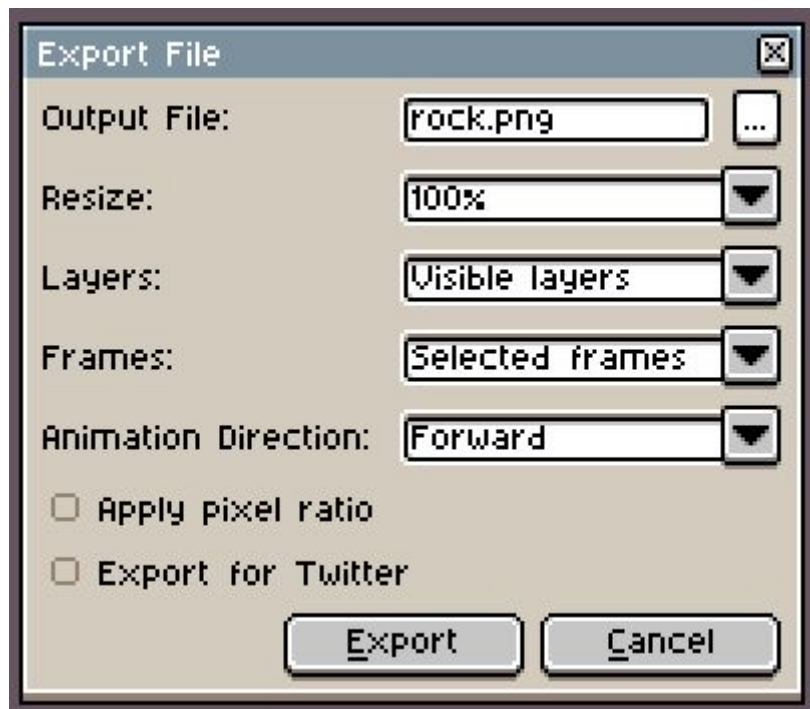 Export File
Output File: rock.png ...
Resize: 100%
Layers: Visible layers
Frames: Selected frames
Animation Direction: Forward
Apply pixel ratio
Export for Twitter
Export Cancel